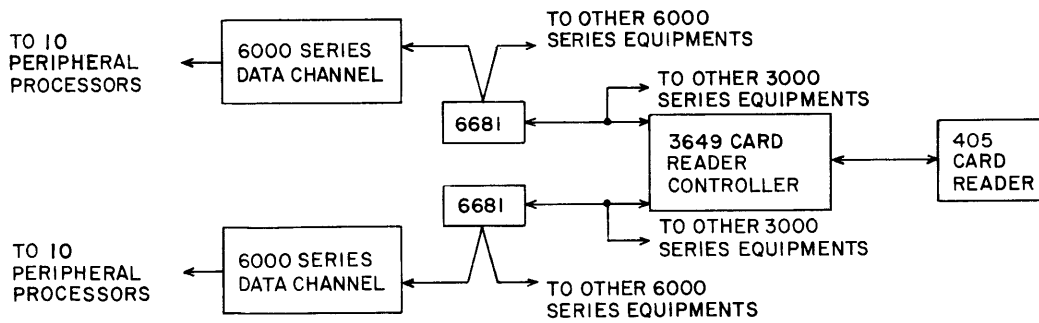 TO OTHER 6000
SERIES EQUIPMENTS
TO 10
PERIPHERAL
PROCESSORS
6000 SERIES
DATA CHANNEL
TO OTHER 3000
SERIES EQUIPMENTS
6681
3649 CARD
READER
CONTROLLER
405
CARD
READER
6681
TO OTHER 3000
SERIES EQUIPMENTS
TO 10
PERIPHERAL
PROCESSORS
6000 SERIES
DATA CHANNEL
TO OTHER 6000
SERIES EQUIPMENTS